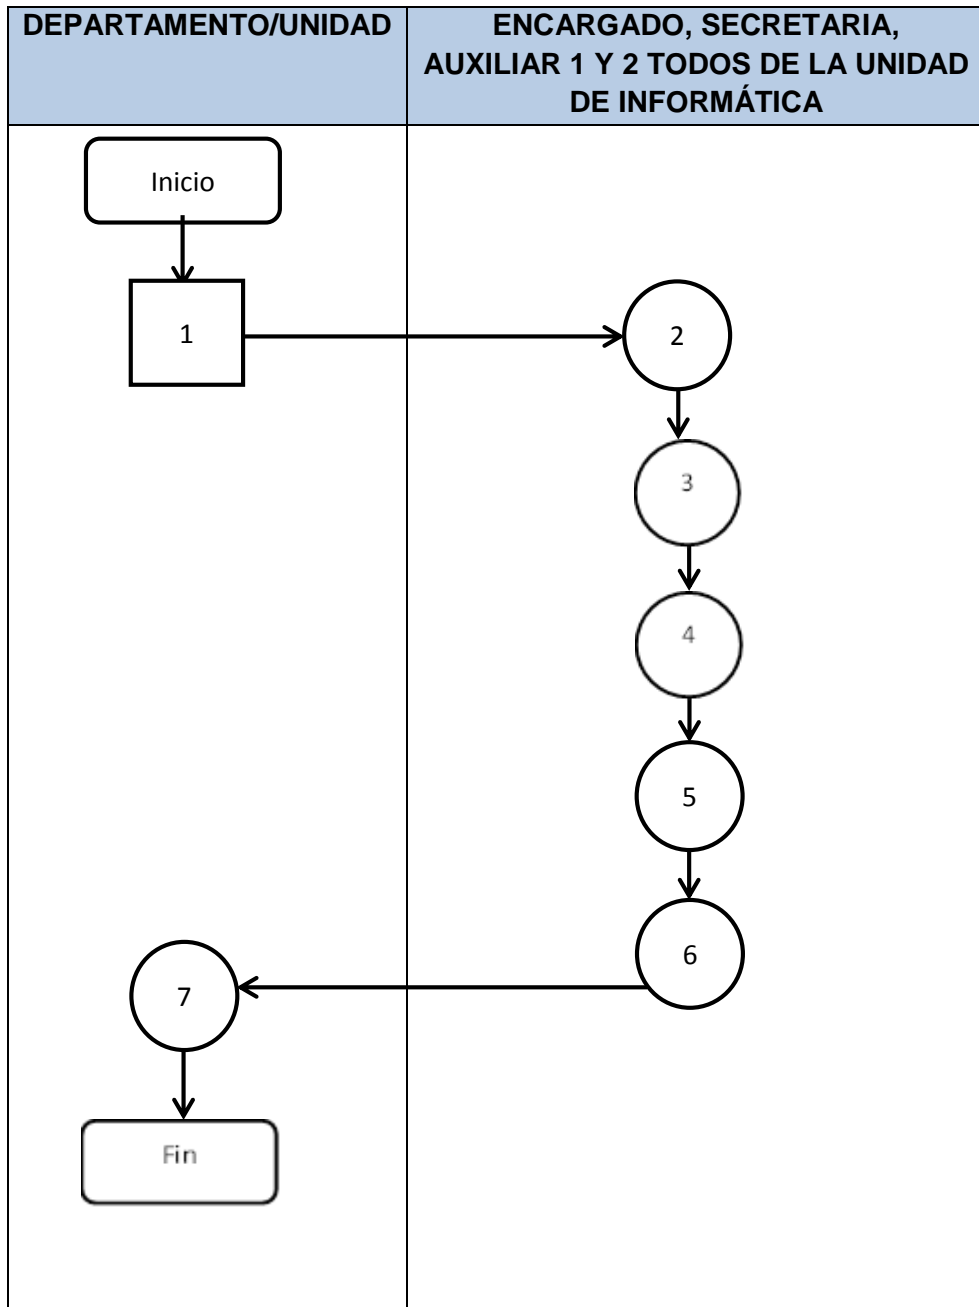 DEPARTAMENTO/UNIDAD
ENCARGADO, SECRETARIA,
AUXILIAR 1 Y 2 TODOS DE LA UNIDAD
DE INFORMÁTICA
Inicio
1
2
3
4
5
6
7
Fin